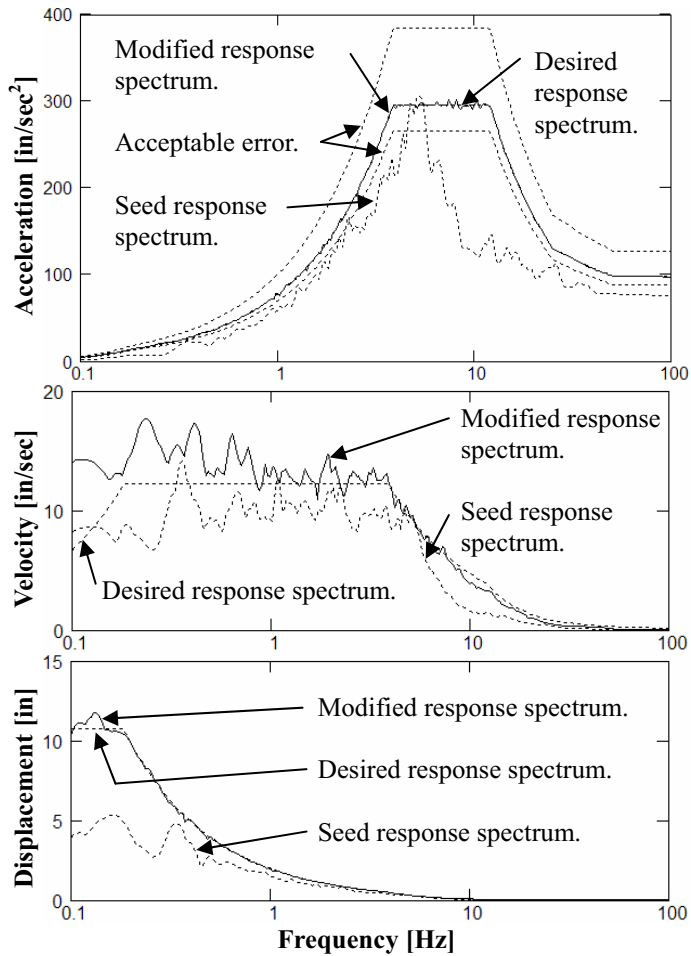 400
300
200
100
0
0.1
1
10
100
Acceleration [in/sec²]
Modified response
spectrum.
Acceptable error.
Seed response
spectrum.
Desired
response
spectrum.
20
10
0
0.1
1
10
100
Velocity [in/sec]
Modified response
spectrum.
Seed response
spectrum.
Desired response spectrum.
15
10
5
0
0.1
1
10
100
Displacement [in]
Modified response spectrum.
Desired response spectrum.
Seed response spectrum.
Frequency [Hz]